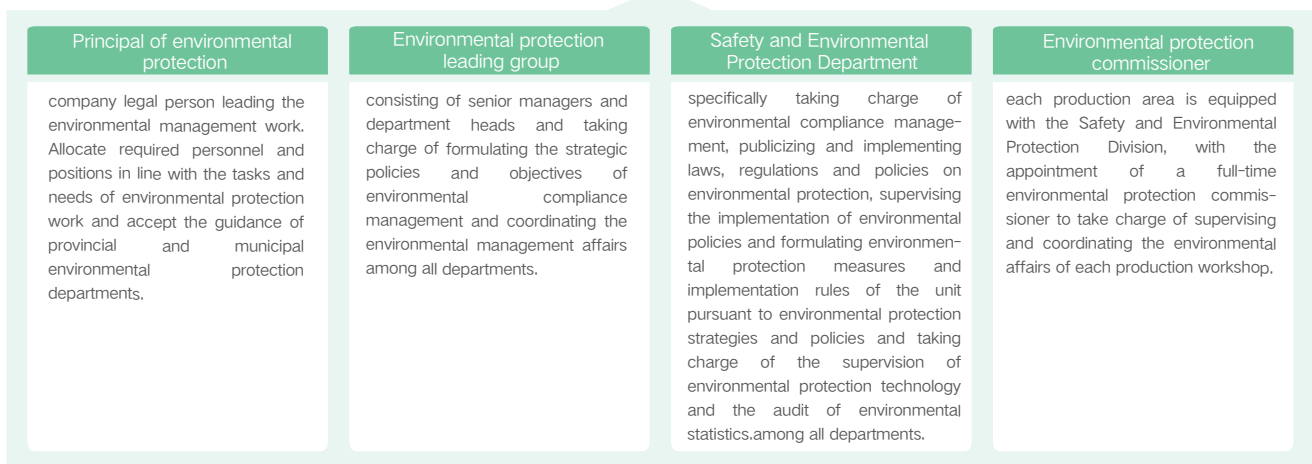 Principal of environmental
protection
company legal person leading the
environmental management work.
Allocate required personnel and
positions in line with the tasks and
needs of environmental protection
work and accept the guidance of
provincial and municipal
environmental protection
departments.
Environmental protection
leading group
consisting of senior managers and
department heads and taking
charge of formulating the strategic
policies and objectives of
environmental compliance
management and coordinating the
environmental management affairs
among all departments.
Safety and Environmental
Protection Department
specifically taking charge of
environmental compliance manage-
ment, publicizing and implementing
laws, regulations and policies on
environmental protection, supervising
the implementation of environmental
policies and formulating environmen-
tal protection measures and
implementation rules of the unit
pursuant to environmental protection
strategies and policies and taking
charge of the supervision of
environmental protection technology
and the audit of environmental
statistics.among all departments.
Environmental protection
commissioner
each production area is equipped
with the Safety and Environmental
Protection Division, with the
appointment of a full-time
environmental protection commis-
sioner to take charge of supervising
and coordinating the environmental
affairs of each production workshop.